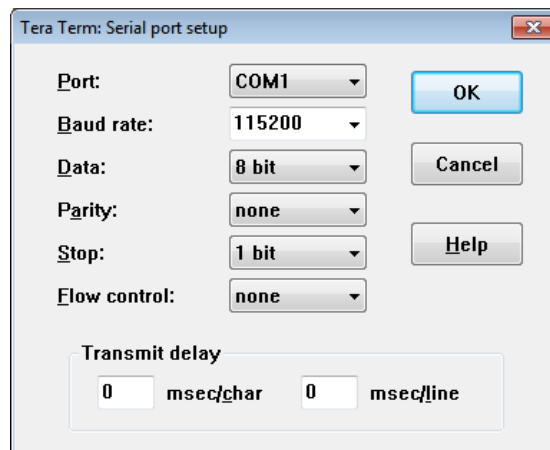 Tera Term: Serial port setup
Port: COM1
OK
Baud rate: 115200
Data: 8 bit
Cancel
Parity: none
Stop: 1 bit
Help
Flow control: none
Transmit delay
0 msec/char 0 msec/line